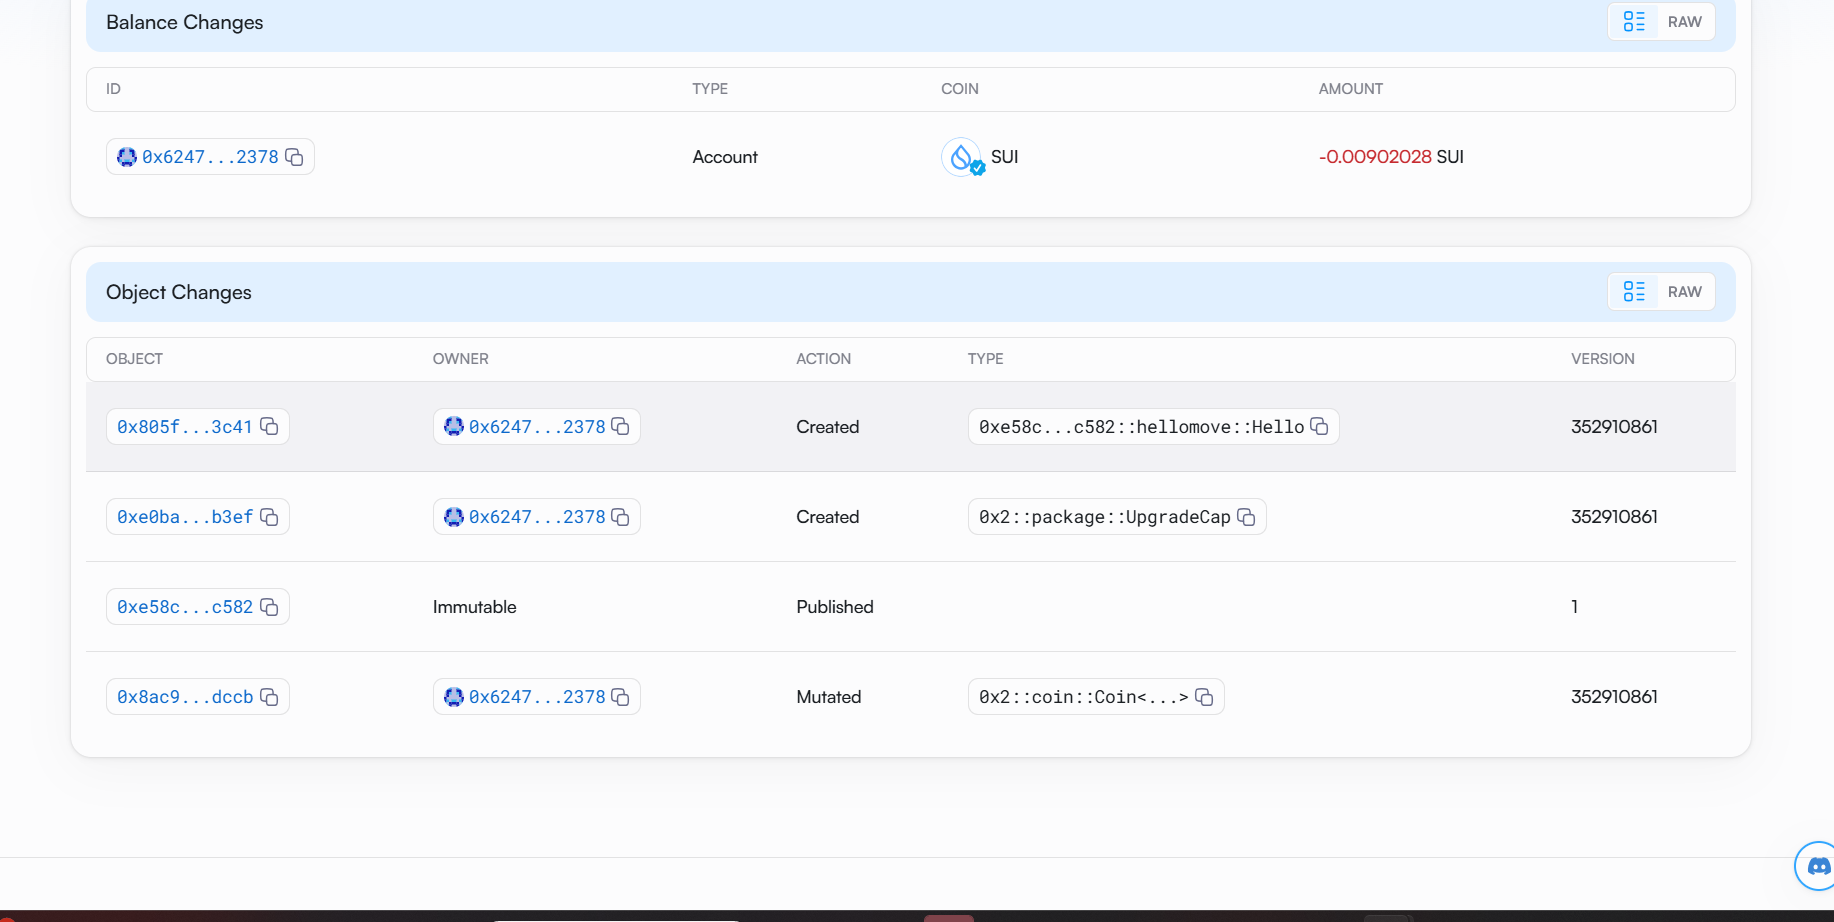 Balance Changes RAW
ID TYPE COIN AMOUNT
0x6247...2378 Account SUI -0.00902028 SUI
Object Changes RAW
OBJECT OWNER ACTION TYPE VERSION
0x805f...3c41 0x6247...2378 Created 0xe58c...c582::hellomove::Hello 352910861
0xe0ba...b3ef 0x6247...2378 Created 0x2::package::UpgradeCap 352910861
0xe58c...c582 Immutable Published 1
0x8ac9...dccb 0x6247...2378 Mutated 0x2::coin::Coin<...> 352910861